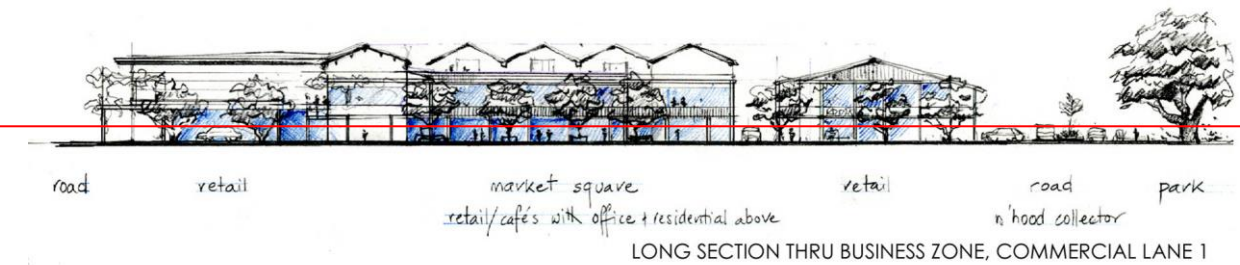 road retail market square retail road park
retail/café's with office + residential above n'hood collector
LONG SECTION THRU BUSINESS ZONE, COMMERCIAL LANE 1